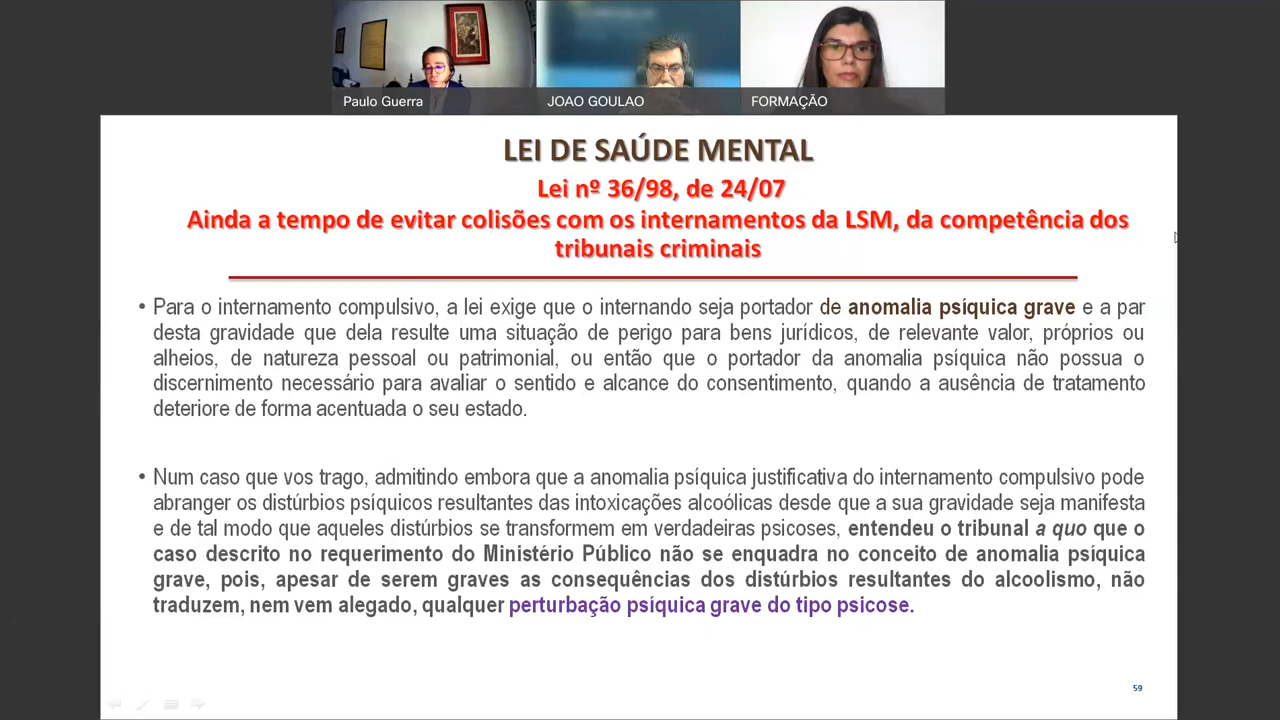 Paulo Guerra
JOAO GOULAO
FORMAÇÃO
LEI DE SAÚDE MENTAL
Lei nº 36/98, de 24/07
Ainda a tempo de evitar colisões com os internamentos da LSM, da competência dos
tribunais criminais
• Para o internamento compulsivo, a lei exige que o internando seja portador de anomalia psíquica grave e a par
desta gravidade que dela resulte uma situação de perigo para bens jurídicos, de relevante valor, próprios ou
alheios, de natureza pessoal ou patrimonial, ou então que o portador da anomalia psíquica não possua o
discernimento necessário para avaliar o sentido e alcance do consentimento, quando a ausência de tratamento
deteriore de forma acentuada o seu estado.
• Num caso que vos trago, admitindo embora que a anomalia psíquica justificativa do internamento compulsivo pode
abranger os distúrbios psíquicos resultantes das intoxicações alcoólicas desde que a sua gravidade seja manifesta
e de tal modo que aqueles distúrbios se transformem em verdadeiras psicoses, entendeu o tribunal a quo que o
caso descrito no requerimento do Ministério Público não se enquadra no conceito de anomalia psíquica
grave, pois, apesar de serem graves as consequências dos distúrbios resultantes do alcoolismo, não
traduzem, nem vem alegado, qualquer perturbação psíquica grave do tipo psicose.
59